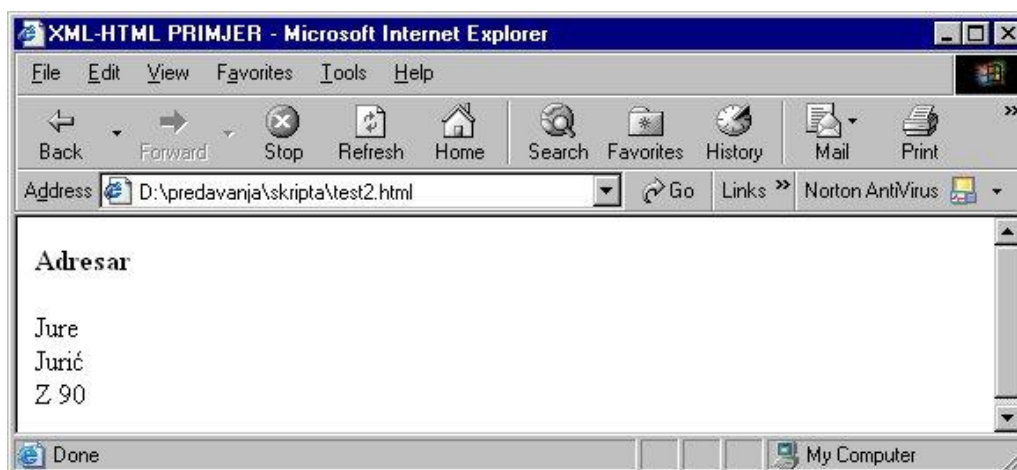 XML-HTML PRIMJER - Microsoft Internet Explorer
File Edit View Favorites Tools Help
Back Forward Stop Refresh Home Search Favorites History Mail Print »
Address D:\predavanja\skripta\test2.html Go Links » Norton AntiVirus
Adresar
Jure
Jurić
Z 90
Done My Computer